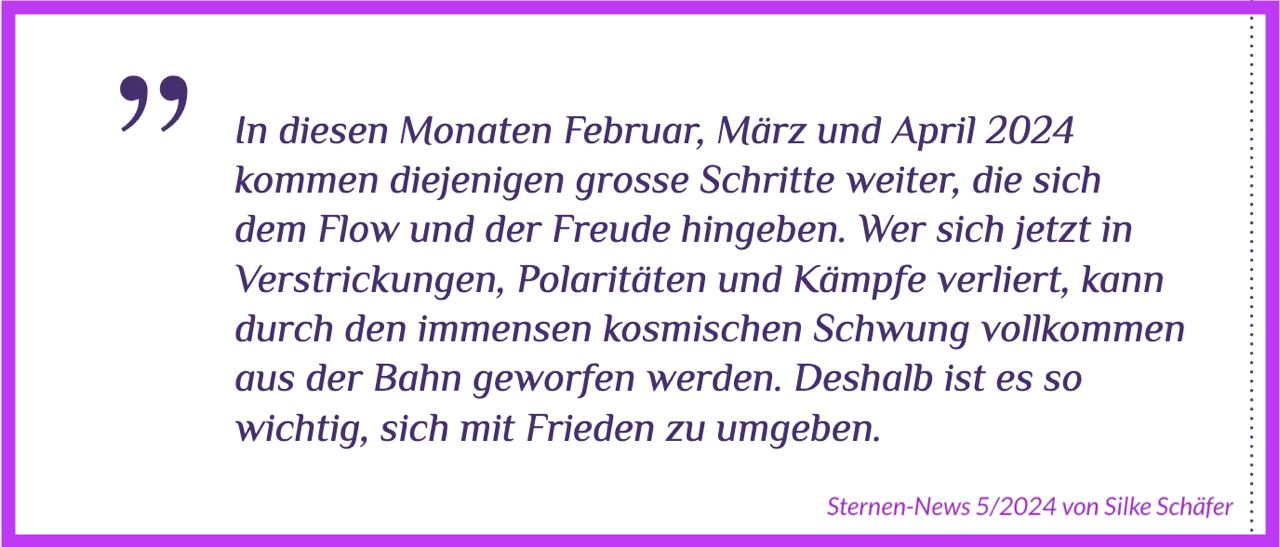 ”
In diesen Monaten Februar, März und April 2024
kommen diejenigen grosse Schritte weiter, die sich
dem Flow und der Freude hingeben. Wer sich jetzt in
Verstrickungen, Polaritäten und Kämpfe verliert, kann
durch den immensen kosmischen Schwung vollkommen
aus der Bahn geworfen werden. Deshalb ist es so
wichtig, sich mit Frieden zu umgeben.
Sternen-News 5/2024 von Silke Schäfer